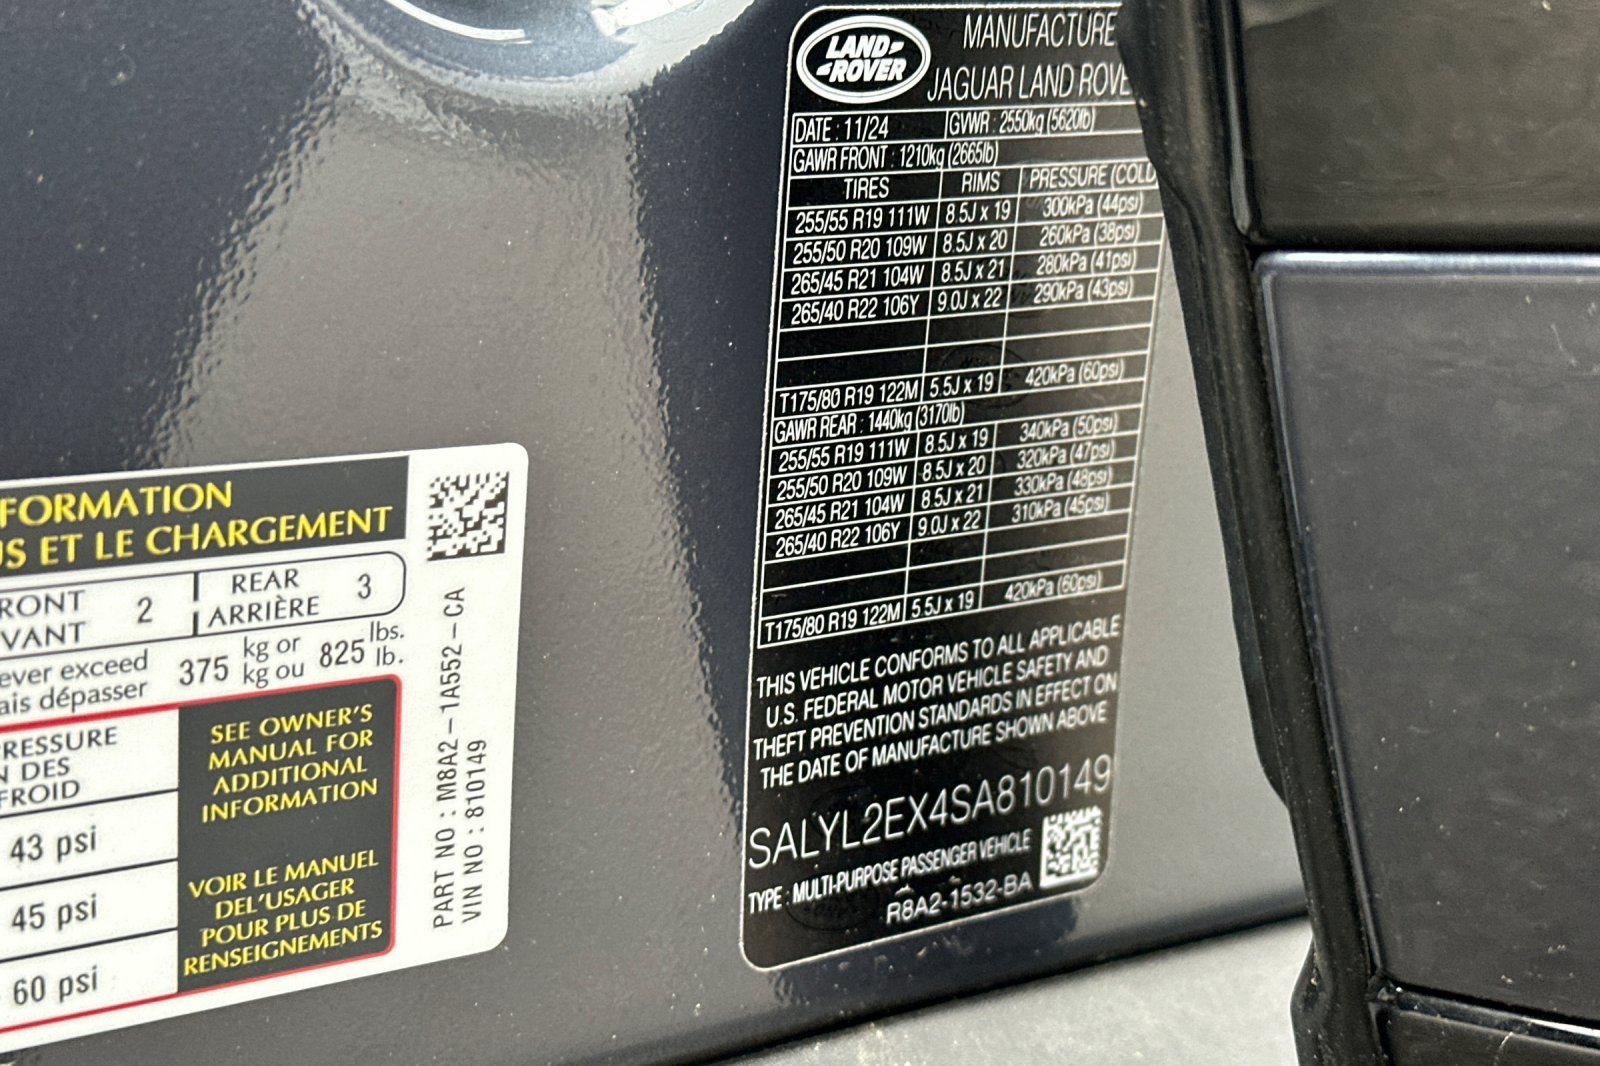 FORMATION
US ET LE CHARGEMENT
RONT
VANT
2
REAR
ARRIÈRE
3
ever exceed
ais dépasser
375
kg or
kg ou
825
lbs.
lb.
RESSURE
N DES
FROID
43 psi
45 psi
60 psi
SEE OWNER'S
MANUAL FOR
ADDITIONAL
INFORMATION
VOIR LE MANUEL
DEL'USAGER
POUR PLUS DE
RENSEIGNEMENTS
PART NO : M8A2-1A552-CA
VIN NO : 810149
LAND-
-ROVER
MANUFACTURE
JAGUAR LAND ROVE
DATE : 11/24 GVWR : 2550kg (5620lb)
GAWR FRONT : 1210kg (2665lb)
TIRES RIMS PRESSURE (COLD
255/55 R19 111W 8.5J x 19 300kPa (44psi)
255/50 R20 109W 8.5J x 20 260kPa (38psi)
265/45 R21 104W 8.5J x 21 280kPa (41psi)
265/40 R22 106Y 9.0J x 22 290kPa (43psi)
T175/80 R19 122M 5.5J x 19 420kPa (60psi)
GAWR REAR : 1440kg (3170lb)
255/55 R19 111W 8.5J x 19 340kPa (50psi)
255/50 R20 109W 8.5J x 20 320kPa (47psi)
265/45 R21 104W 8.5J x 21 330kPa (48psi)
265/40 R22 106Y 9.0J x 22 310kPa (45psi)
T175/80 R19 122M 5.5J x 19 420kPa (60psi)
THIS VEHICLE CONFORMS TO ALL APPLICABLE
U.S. FEDERAL MOTOR VEHICLE SAFETY AND
THEFT PREVENTION STANDARDS IN EFFECT ON
THE DATE OF MANUFACTURE SHOWN ABOVE
SALYL2EX4SA810149
TYPE : MULTI-PURPOSE PASSENGER VEHICLE
R8A2-1532-BA